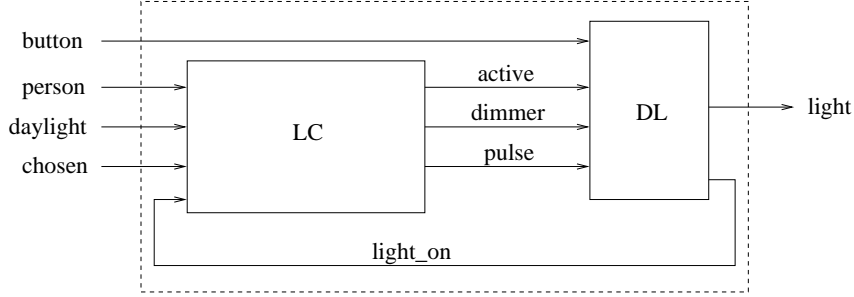 button
person
daylight
chosen
LC
active
dimmer
pulse
DL
light
light_on